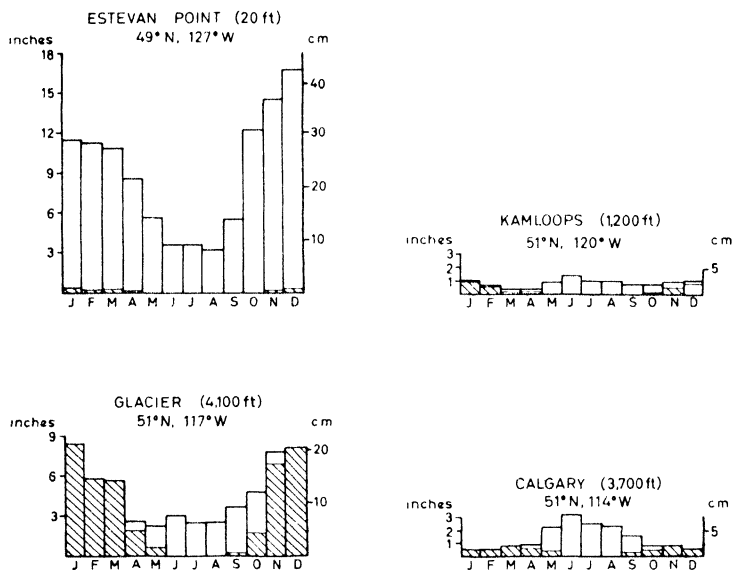 ESTEVAN POINT (20 ft)
49° N, 127° W
inches
cm
18
15
12
9
6
3
40
30
20
10
J F M A M J J A S O N D
KAMLOOPS (1,200 ft)
51° N, 120° W
inches
cm
3
2
1
5
J F M A M J J A S O N D
GLACIER (4,100 ft)
51° N, 117° W
inches
cm
9
6
3
20
10
J F M A M J J A S O N D
CALGARY (3,700 ft)
51° N, 114° W
inches
cm
3
2
1
5
J F M A M J J A S O N D